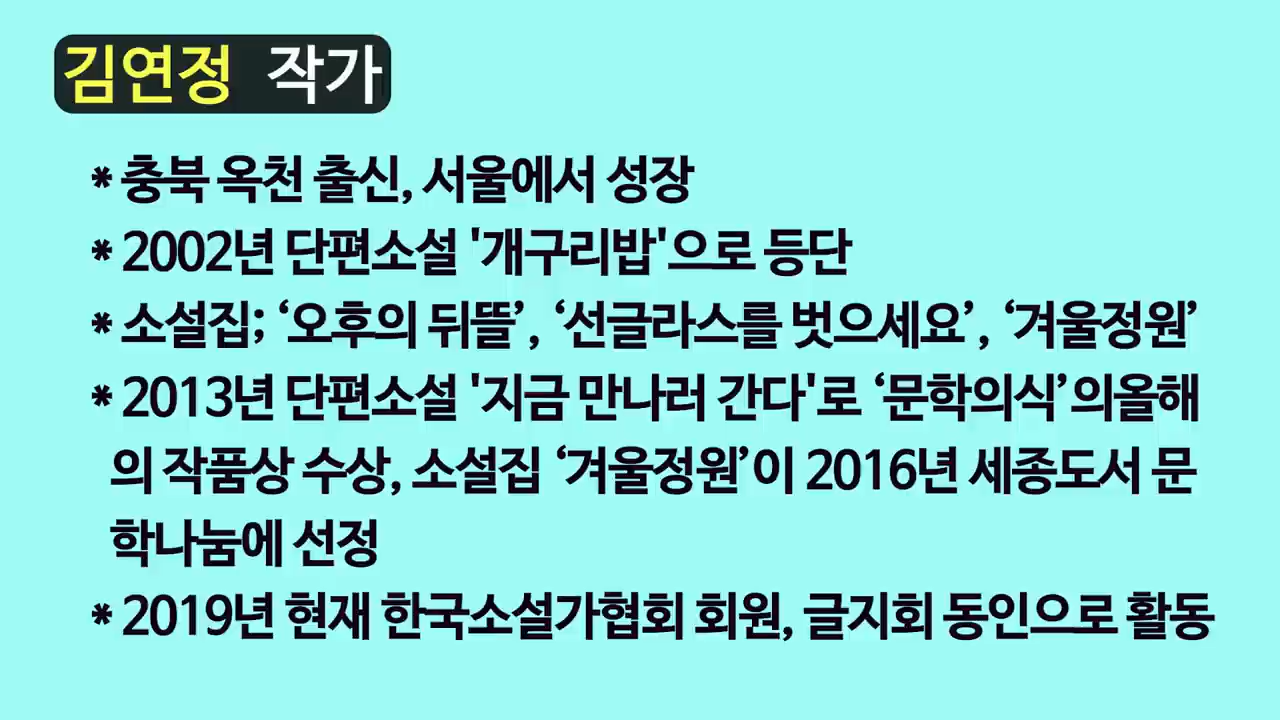 김연정 작가
* 충북 옥천 출신, 서울에서 성장
* 2002년 단편소설 '개구리밥'으로 등단
* 소설집; ‘오후의 뒤뜰’, ‘선글라스를 벗으세요’, ‘겨울정원’
* 2013년 단편소설 '지금 만나러 간다'로 ‘문학의식’의올해
의 작품상 수상, 소설집 ‘겨울정원’이 2016년 세종도서 문
학나눔에 선정
* 2019년 현재 한국소설가협회 회원, 글지회 동인으로 활동